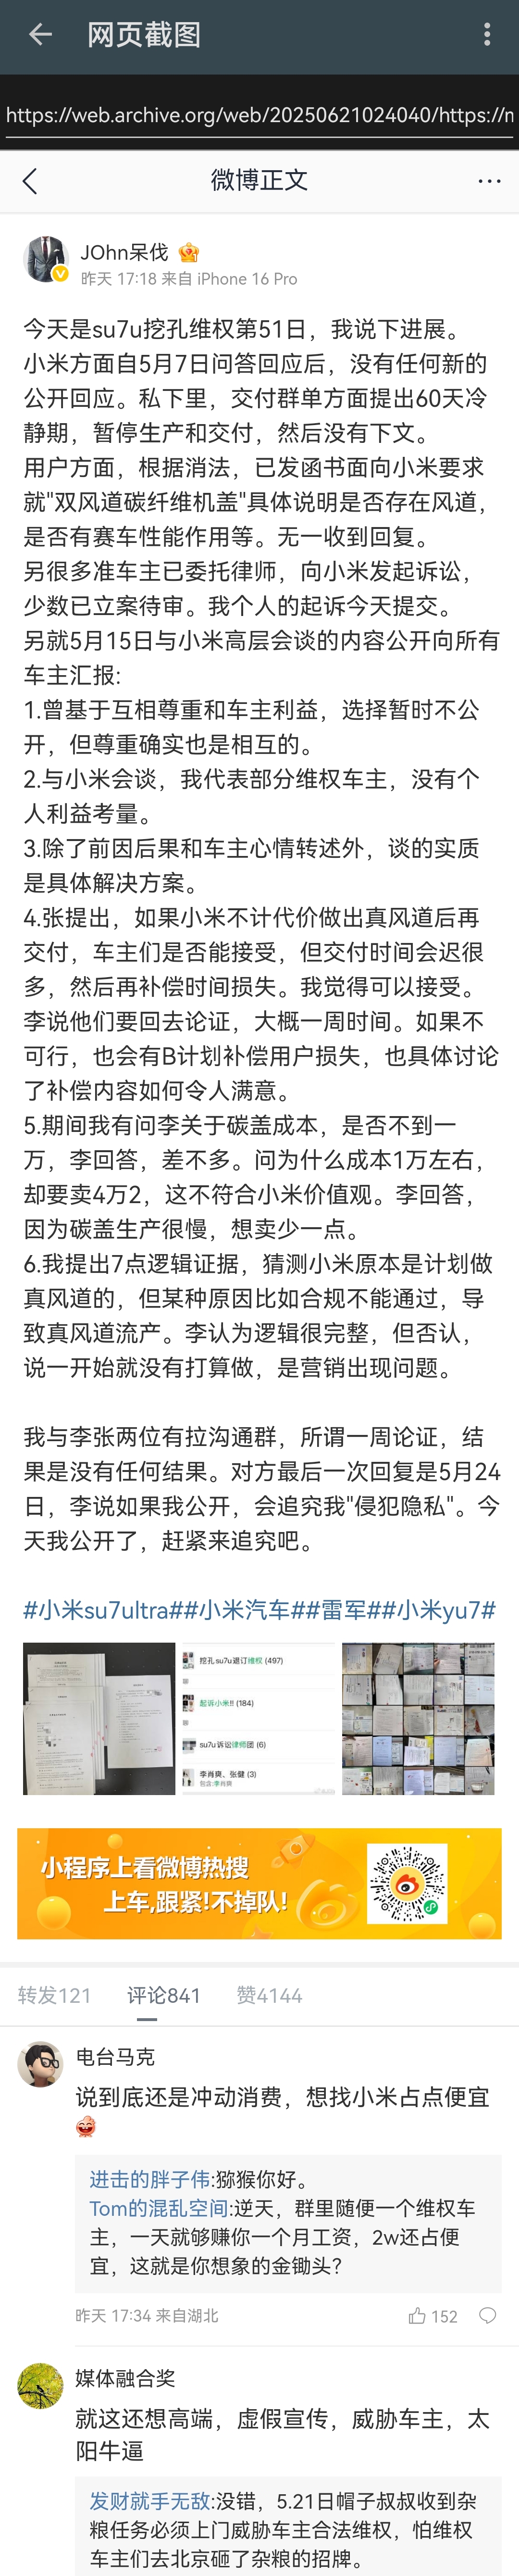 网页截图
https://web.archive.org/web/20250621024040/https://n
微博正文
JOhn呆伐
昨天 17:18 来自 iPhone 16 Pro
今天是su7u挖孔维权第51日，我说下进展。
小米方面自5月7日问答回应后，没有任何新的
公开回应。私下里，交付群单方面提出60天冷
静期，暂停生产和交付，然后没有下文。
用户方面，根据消法，已发函书面向小米要求
就"双风道碳纤维机盖"具体说明是否存在风道，
是否有赛车性能作用等。无一收到回复。
另很多准车主已委托律师，向小米发起诉讼，
少数已立案待审。我个人的起诉今天提交。
另就5月15日与小米高层会谈的内容公开向所有
车主汇报:
1.曾基于互相尊重和车主利益，选择暂时不公
开，但尊重确实也是相互的。
2.与小米会谈，我代表部分维权车主，没有个
人利益考量。
3.除了前因后果和车主心情转述外，谈的实质
是具体解决方案。
4.张提出，如果小米不计代价做出真风道后再
交付，车主们是否能接受，但交付时间会迟很
多，然后再补偿时间损失。我觉得可以接受。
李说他们要回去论证，大概一周时间。如果不
可行，也会有B计划补偿用户损失，也具体讨论
了补偿内容如何令人满意。
5.期间我有问李关于碳盖成本，是否不到一
万，李回答，差不多。问为什么成本1万左右，
却要卖4万2，这不符合小米价值观。李回答，
因为碳盖生产很慢，想卖少一点。
6.我提出7点逻辑证据，猜测小米原本是计划做
真风道的，但某种原因比如合规不能通过，导
致真风道流产。李认为逻辑很完整，但否认，
说一开始就没有打算做，是营销出现问题。
我与李张两位有拉沟通群，所谓一周论证，结
果是没有任何结果。对方最后一次回复是5月24
日，李说如果我公开，会追究我"侵犯隐私"。今
天我公开了，赶紧来追究吧。
#小米su7ultra##小米汽车##雷军##小米yu7#
挖孔 su7u退订维权 (497)
起诉小米!! (184)
su7u 诉讼律师团 (6)
李肖爽、张健 (3)
包含:李肖爽
小程序上看微博热搜
上车,跟紧!不掉队!
转发121 评论841 赞4144
电台马克
说到底还是冲动消费，想找小米占点便宜
进击的胖子伟:猕猴你好。
Tom的混乱空间:逆天，群里随便一个维权车
主，一天就够赚你一个月工资，2w还占便
宜，这就是你想象的金锄头？
昨天 17:34 来自湖北
152
媒体融合奖
就这还想高端，虚假宣传，威胁车主，太
阳牛逼
发财就手无敌:没错，5.21日帽子叔叔收到杂
粮任务必须上门威胁车主合法维权，怕维权
车主们去北京砸了杂粮的招牌。